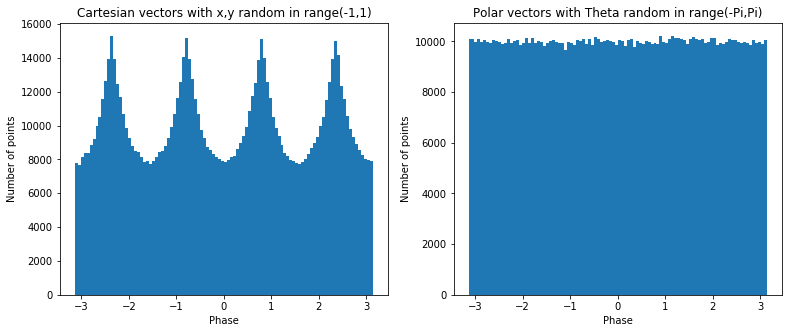 Cartesian vectors with x,y random in range(-1,1)
Number of points
16000
14000
12000
10000
8000
6000
4000
2000
0
−3 −2 −1 0 1 2 3
Phase
Polar vectors with Theta random in range(-Pi,Pi)
Number of points
10000
8000
6000
4000
2000
0
−3 −2 −1 0 1 2 3
Phase